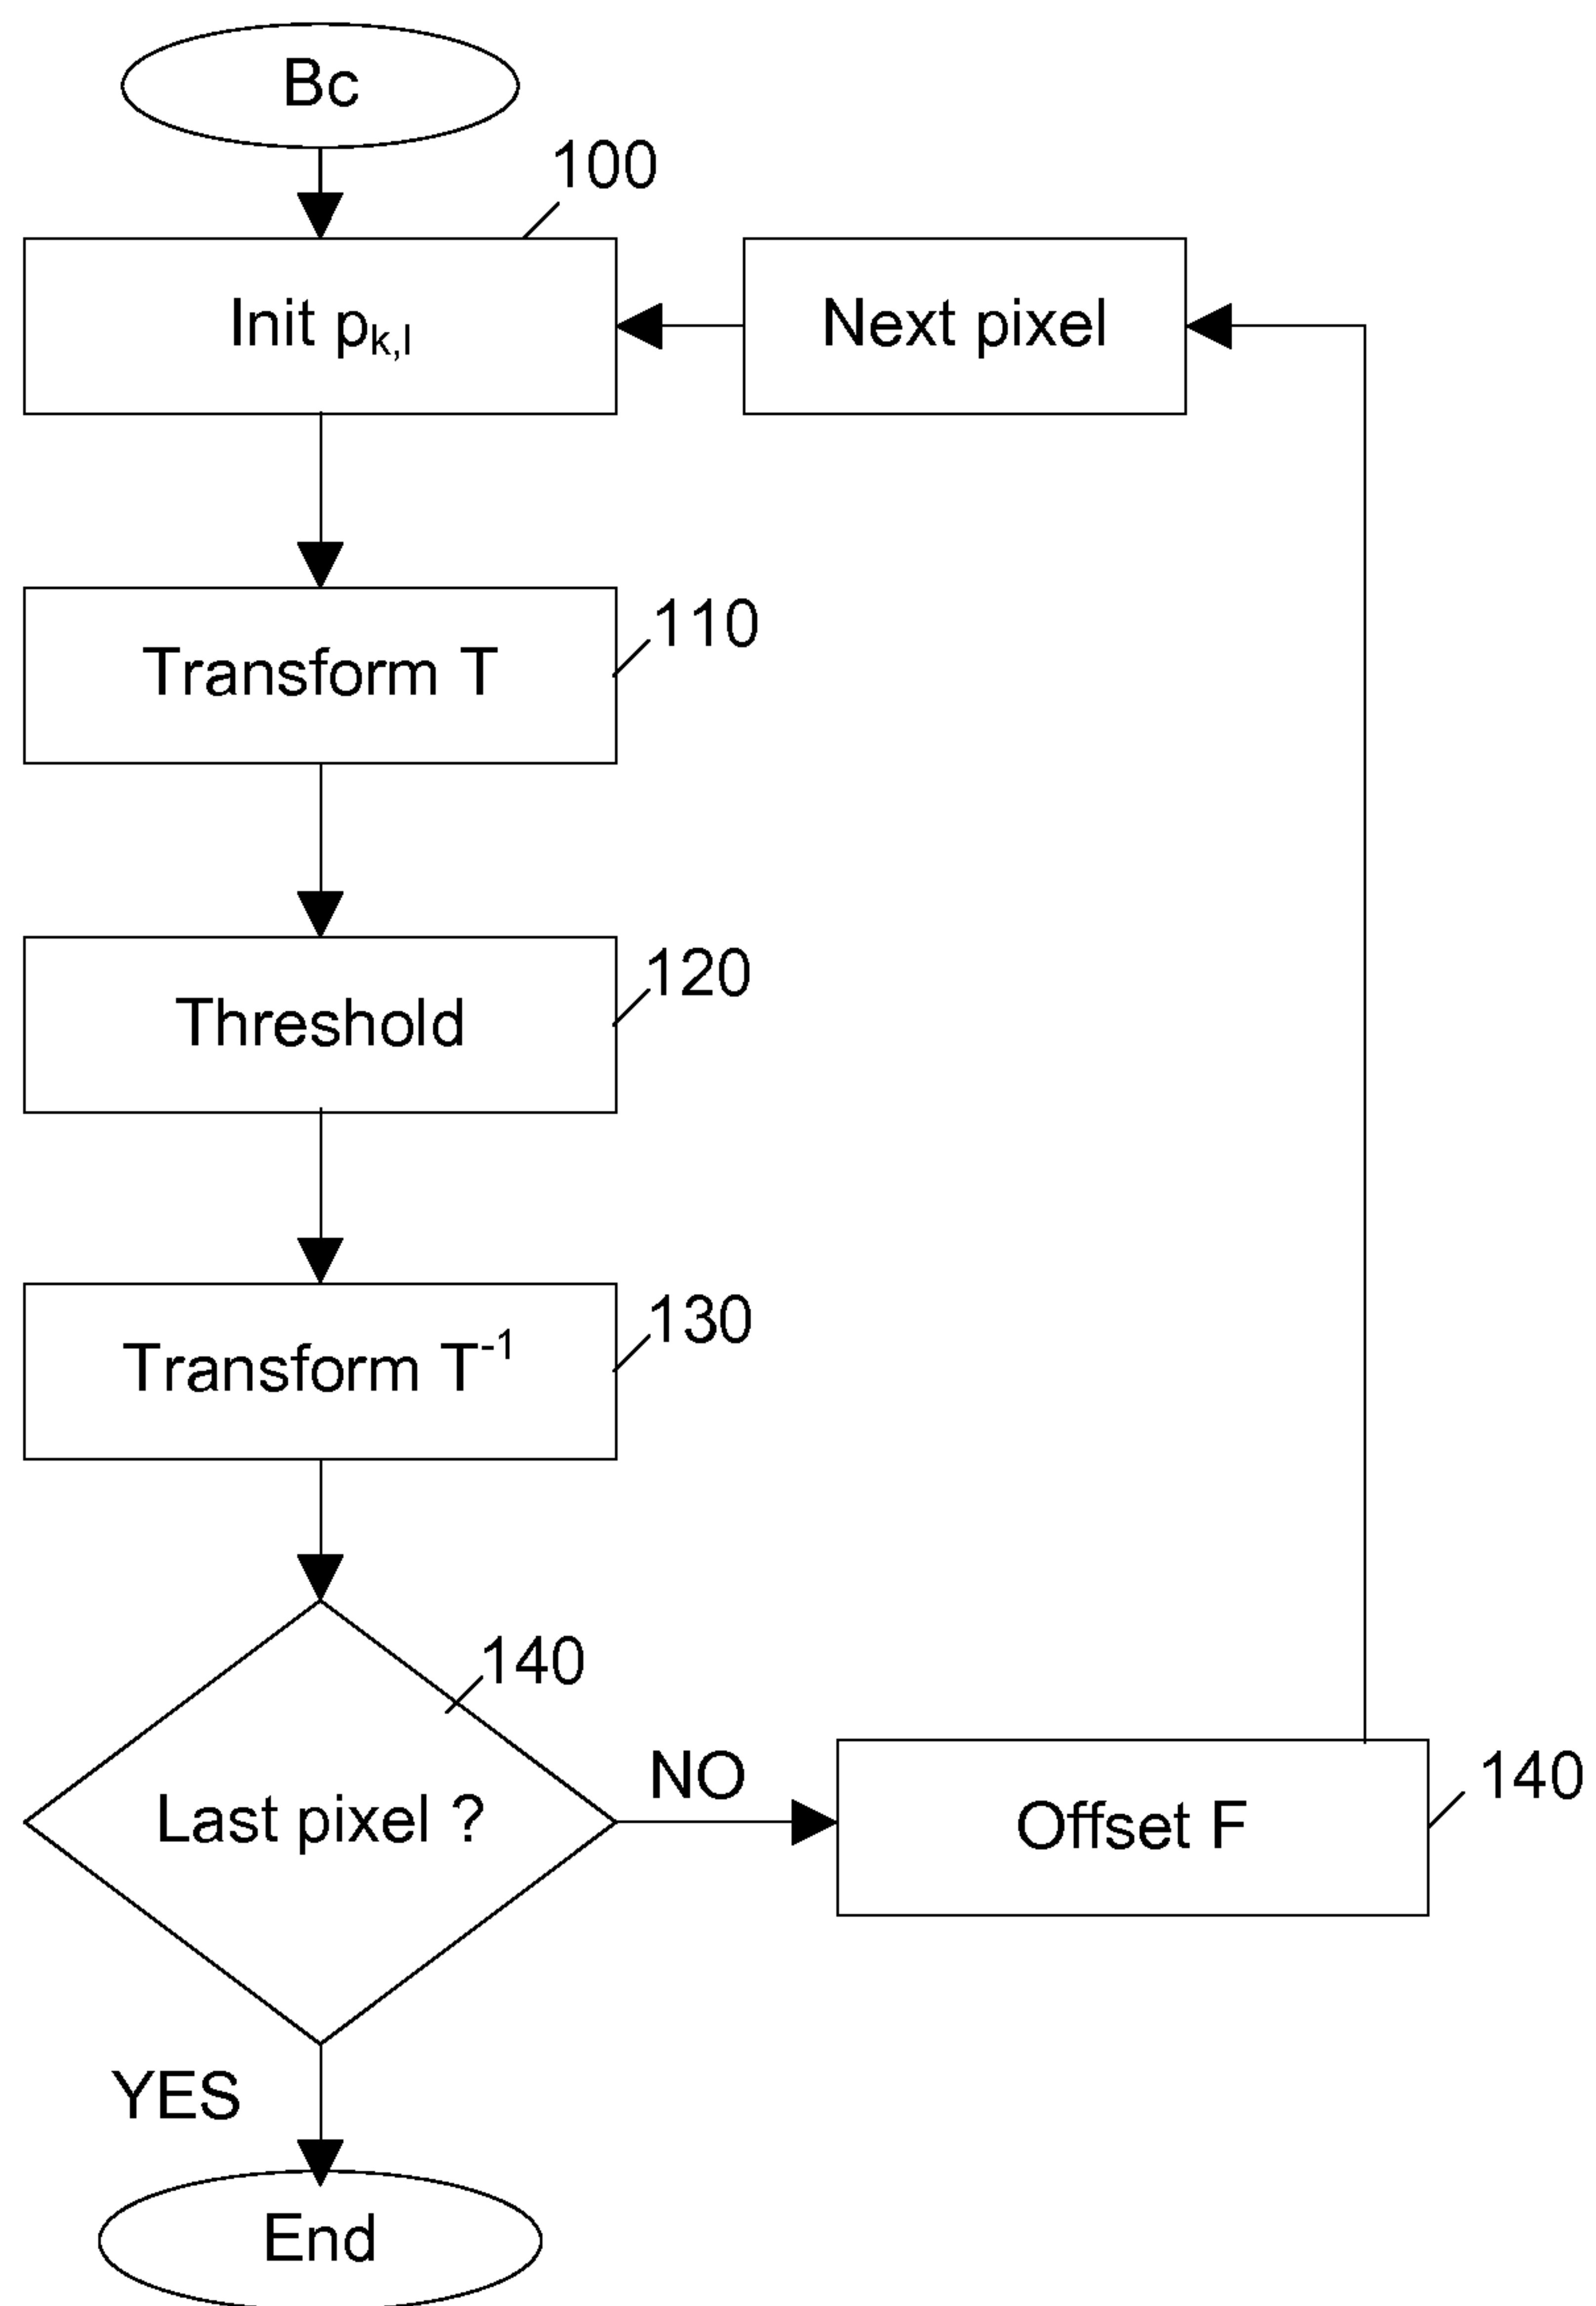 Bc
100
Init pk,l
Next pixel
Transform T
110
Threshold
120
Transform T-1
130
140
Last pixel ?
NO
Offset F
140
YES
End